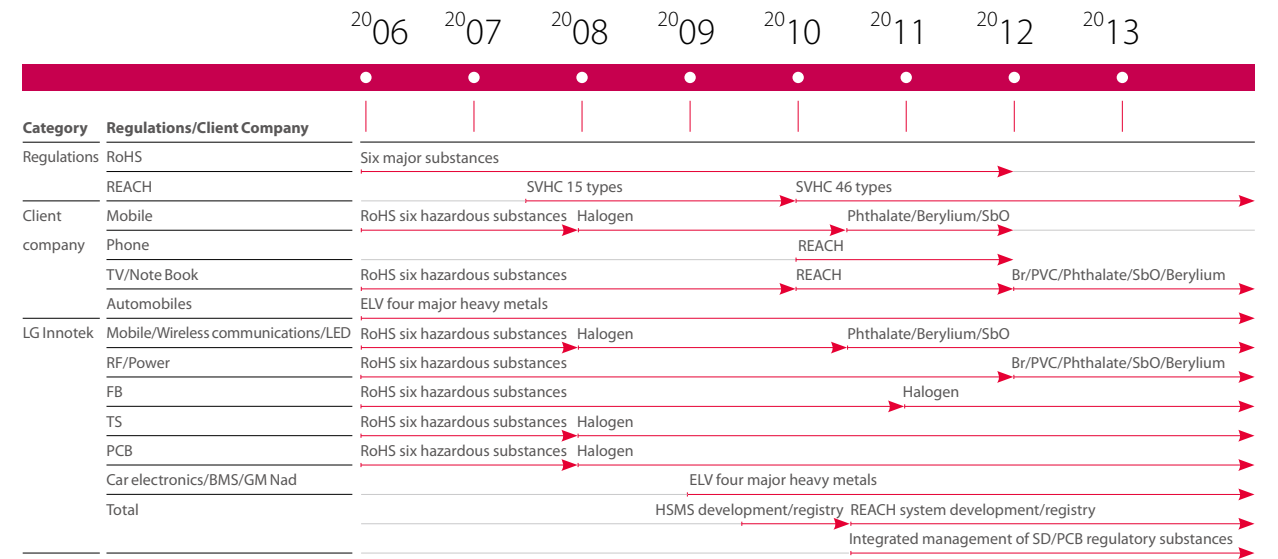 2006 2007 2008 2009 2010 2011 2012 2013
Category Regulations/Client Company
Regulations RoHS Six major substances
REACH SVHC 15 types SVHC 46 types
Client Mobile RoHS six hazardous substances Halogen Phthalate/Berylium/SbO
company Phone REACH
TV/Note Book RoHS six hazardous substances REACH Br/PVC/Phthalate/SbO/Berylium
Automobiles ELV four major heavy metals
LG Innotek Mobile/Wireless communications/LED RoHS six hazardous substances Halogen Phthalate/Berylium/SbO
RF/Power RoHS six hazardous substances Br/PVC/Phthalate/SbO/Berylium
FB RoHS six hazardous substances Halogen
TS RoHS six hazardous substances Halogen
PCB RoHS six hazardous substances Halogen
Car electronics/BMS/GM Nad ELV four major heavy metals
Total HSMS development/registry REACH system development/registry
Integrated management of SD/PCB regulatory substances